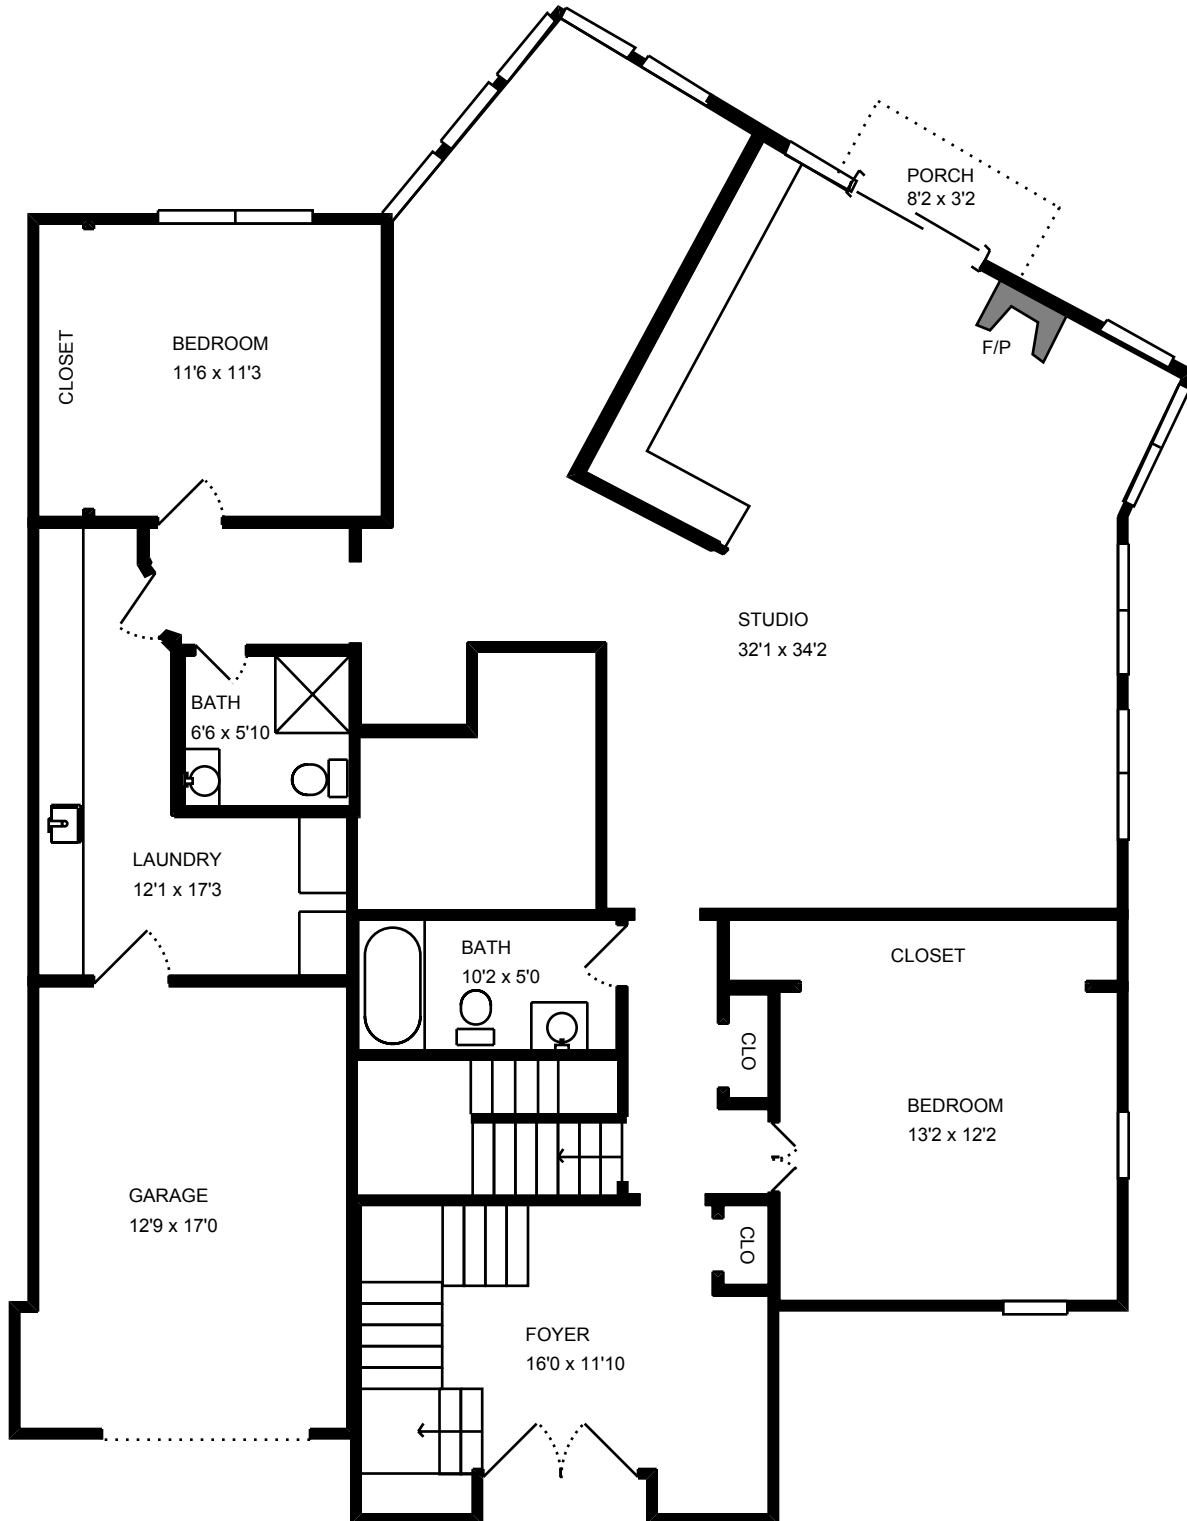 PORCH
8'2 x 3'2
F/P
CLOSET
BEDROOM
11'6 x 11'3
STUDIO
32'1 x 34'2
BATH
6'6 x 5'10
LAUNDRY
12'1 x 17'3
BATH
10'2 x 5'0
CLOSET
CLO
BEDROOM
13'2 x 12'2
GARAGE
12'9 x 17'0
CLO
FOYER
16'0 x 11'10